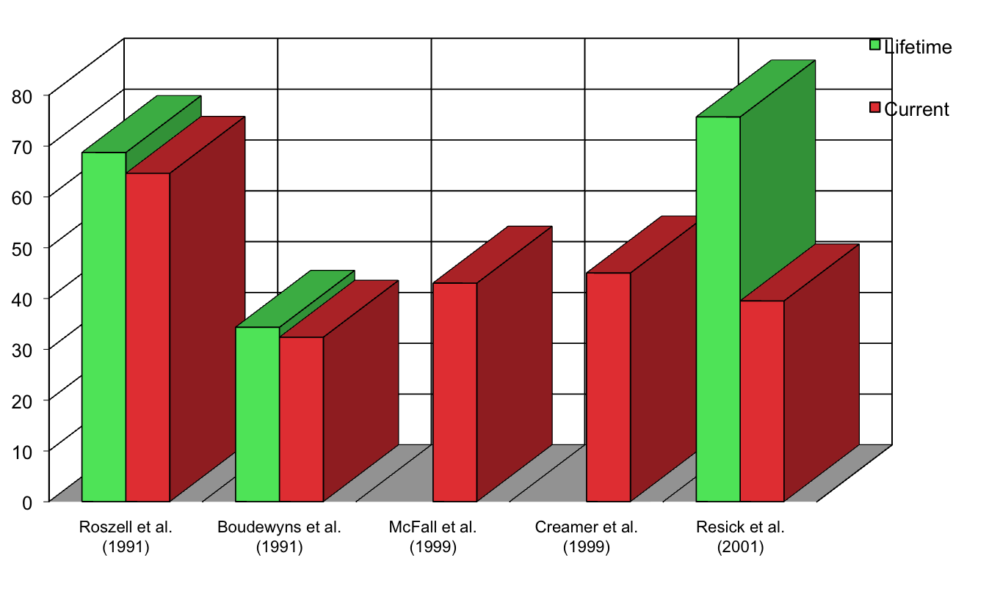 Lifetime
Current
80
70
60
50
40
30
20
10
0
Roszell et al.
(1991)
Boudewyns et al.
(1991)
McFall et al.
(1999)
Creamer et al.
(1999)
Resick et al.
(2001)